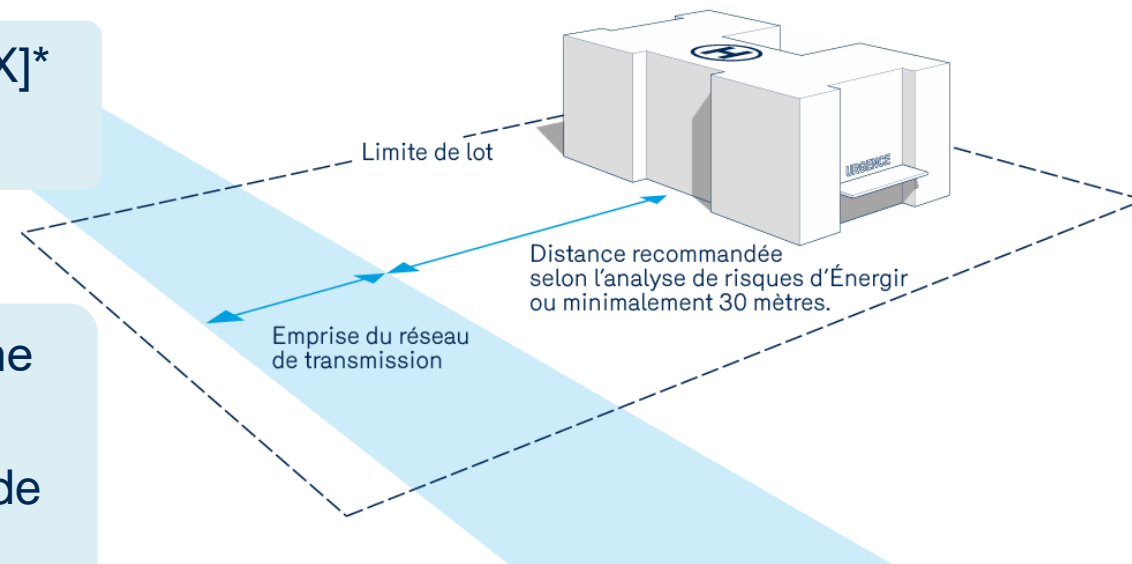 X]*
Limite de lot
H
URGENCE
Distance recommandée
selon l'analyse de risques d'Énergir
ou minimalement 30 mètres.
Emprise du réseau
de transmission
ne
de